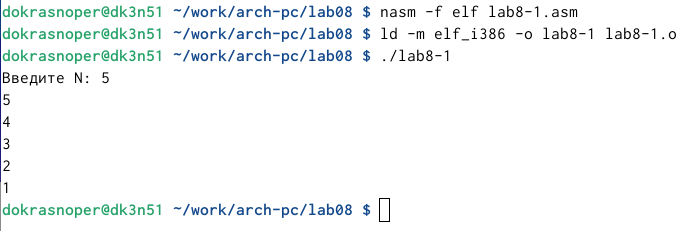 dokrasnoper@dk3n51 ~/work/arch-pc/lab08 $ nasm -f elf lab8-1.asm
dokrasnoper@dk3n51 ~/work/arch-pc/lab08 $ ld -m elf_i386 -o lab8-1 lab8-1.o
dokrasnoper@dk3n51 ~/work/arch-pc/lab08 $ ./lab8-1
Введите N: 5
5
4
3
2
1
dokrasnoper@dk3n51 ~/work/arch-pc/lab08 $